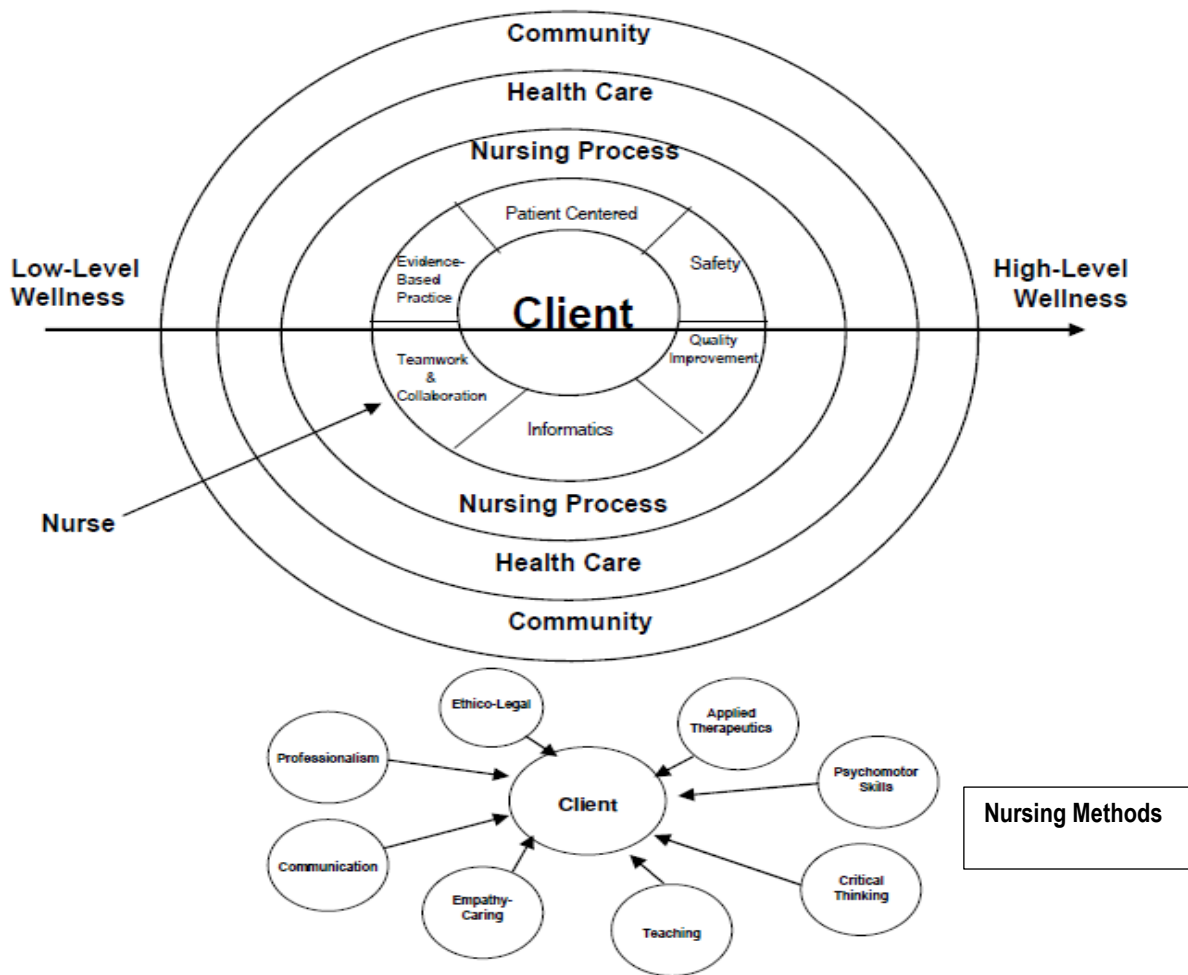 Community
Health Care
Nursing Process
Patient Centered
Evidence-
Based
Practice
Safety
Low-Level
Wellness
Client
High-Level
Wellness
Teamwork
&
Collaboration
Quality
Improvement
Informatics
Nurse
Nursing Process
Health Care
Community
Ethico-Legal
Applied
Therapeutics
Professionalism
Psychomotor
Skills
Client
Nursing Methods
Communication
Empathy-
Caring
Teaching
Critical
Thinking